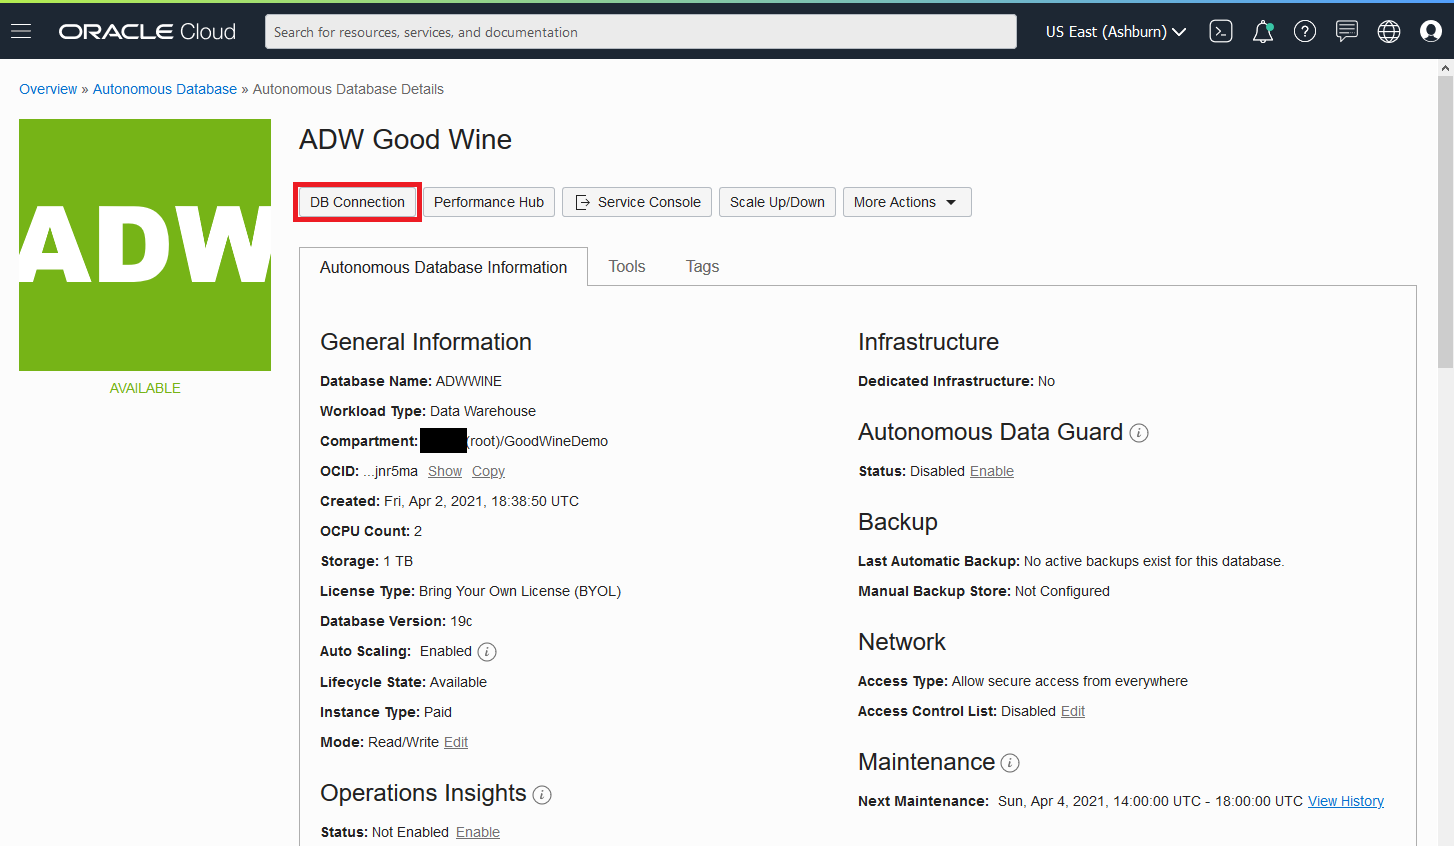 ORACLE Cloud
Search for resources, services, and documentation
US East (Ashburn)
Overview » Autonomous Database » Autonomous Database Details
ADW
AVAILABLE
ADW Good Wine
DB Connection
Performance Hub
Service Console
Scale Up/Down
More Actions
Autonomous Database Information
Tools
Tags
General Information
Database Name: ADWWINE
Workload Type: Data Warehouse
Compartment: (root)/GoodWineDemo
OCID: ...jnr5ma Show Copy
Created: Fri, Apr 2, 2021, 18:38:50 UTC
OCPU Count: 2
Storage: 1 TB
License Type: Bring Your Own License (BYOL)
Database Version: 19c
Auto Scaling: Enabled
Lifecycle State: Available
Instance Type: Paid
Mode: Read/Write Edit
Operations Insights
Status: Not Enabled Enable
Infrastructure
Dedicated Infrastructure: No
Autonomous Data Guard
Status: Disabled Enable
Backup
Last Automatic Backup: No active backups exist for this database.
Manual Backup Store: Not Configured
Network
Access Type: Allow secure access from everywhere
Access Control List: Disabled Edit
Maintenance
Next Maintenance: Sun, Apr 4, 2021, 14:00:00 UTC - 18:00:00 UTC View History